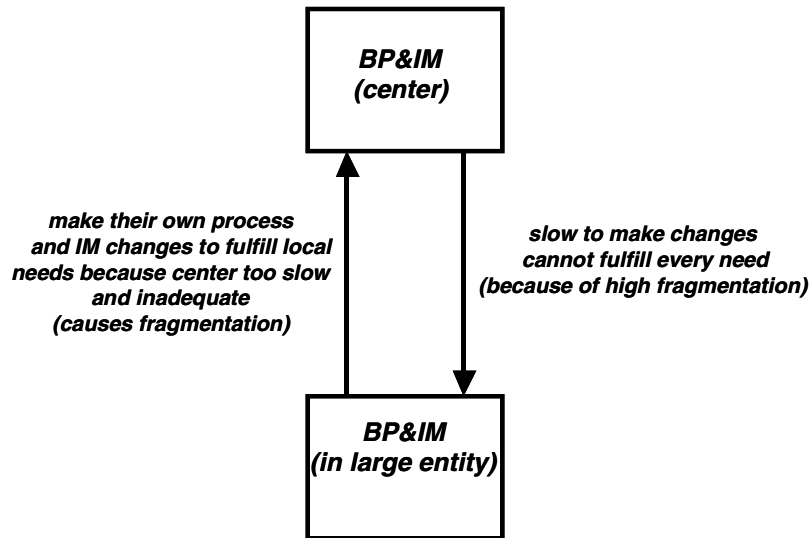 BP&IM
(center)
make their own process
and IM changes to fulfill local
needs because center too slow
and inadequate
(causes fragmentation)
slow to make changes
cannot fulfill every need
(because of high fragmentation)
BP&IM
(in large entity)